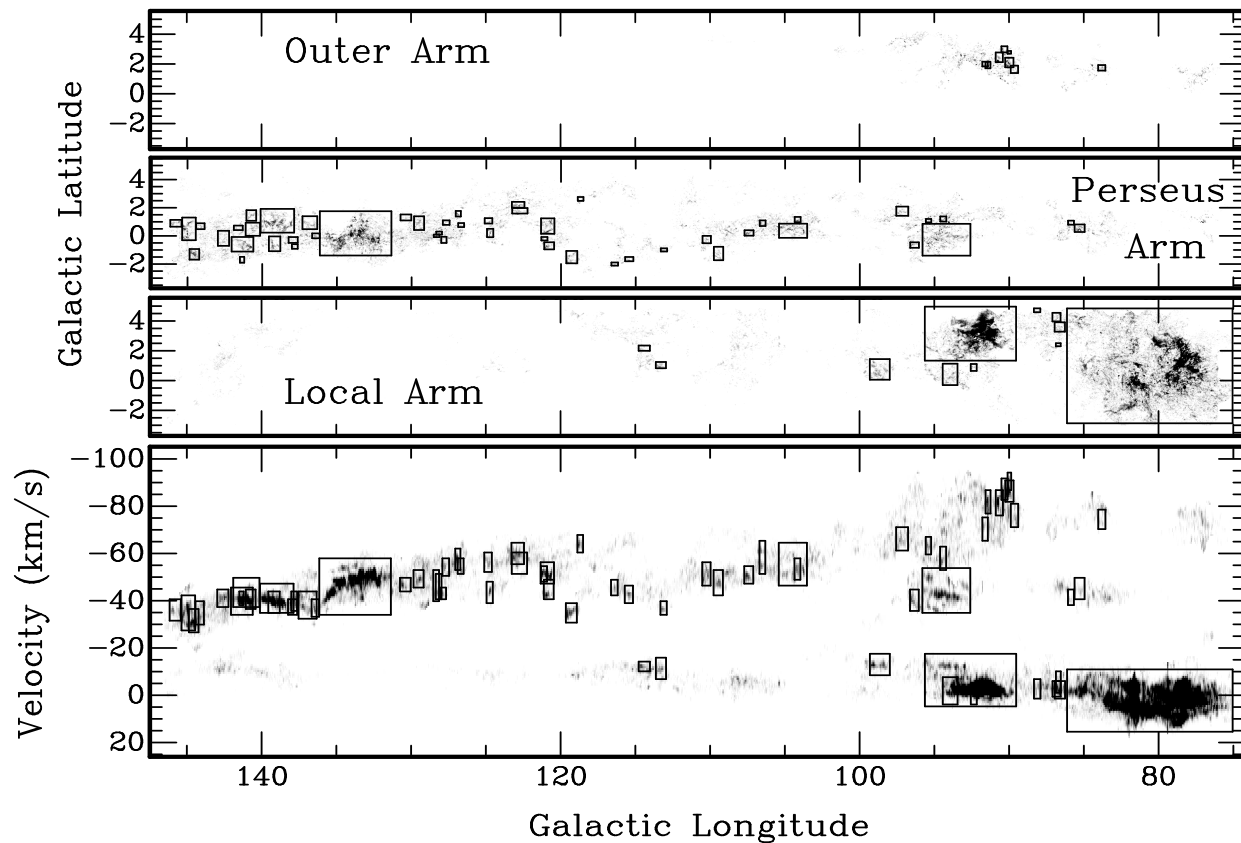 Galactic Latitude
4
2
0
−2
Outer Arm
4
2
0
−2
Perseus
Arm
4
2
0
−2
Local Arm
Velocity (km/s)
−100
−80
−60
−40
−20
0
20
140 120 100 80
Galactic Longitude